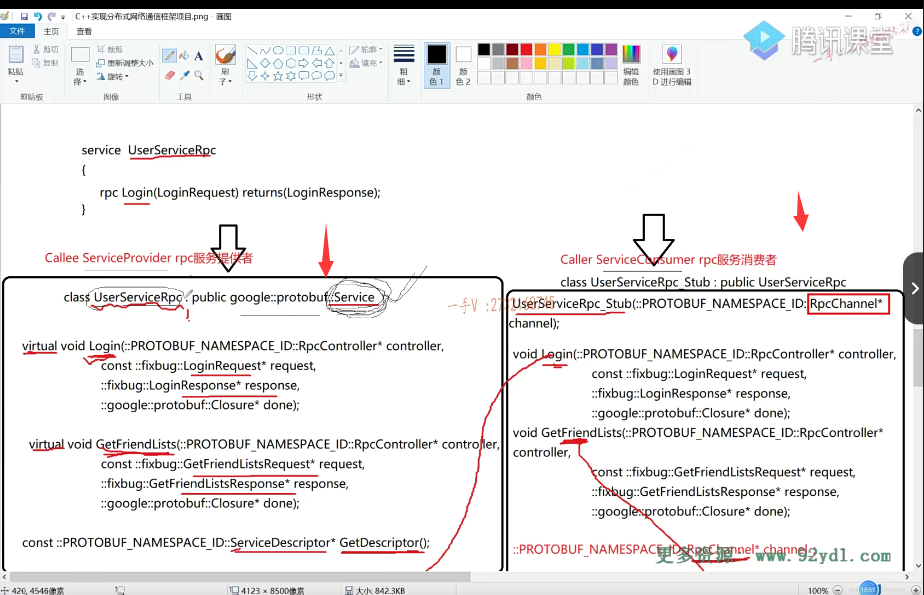 C++实现分布式网络通信框架项目.png - 画图
文件 主页 查看
粘贴
剪切
复制
剪贴板
选择
裁剪
重新调整大小
旋转
图像
A
工具
刷子
形状
轮廓
填充
粗细
颜色 1
颜色 2
颜色
编辑颜色
使用画图 3D 进行编辑
腾讯课堂
service UserServiceRpc
{
rpc Login(LoginRequest) returns(LoginResponse);
}
Callee ServiceProvider rpc服务提供者
class UserServiceRpc : public google::protobuf::Service
virtual void Login(::PROTOBUF_NAMESPACE_ID::RpcController* controller,
const ::fixbug::LoginRequest* request,
::fixbug::LoginResponse* response,
::google::protobuf::Closure* done);
virtual void GetFriendLists(::PROTOBUF_NAMESPACE_ID::RpcController* controller,
const ::fixbug::GetFriendListsRequest* request,
::fixbug::GetFriendListsResponse* response,
::google::protobuf::Closure* done);
const ::PROTOBUF_NAMESPACE_ID::ServiceDescriptor* GetDescriptor();
Caller ServiceConsumer rpc服务消费者
class UserServiceRpc_Stub : public UserServiceRpc
UserServiceRpc_Stub(::PROTOBUF_NAMESPACE_ID::RpcChannel*
channel);
void Login(::PROTOBUF_NAMESPACE_ID::RpcController* controller,
const ::fixbug::LoginRequest* request,
::fixbug::LoginResponse* response,
::google::protobuf::Closure* done);
void GetFriendLists(::PROTOBUF_NAMESPACE_ID::RpcController*
controller,
const ::fixbug::GetFriendListsRequest* request,
::fixbug::GetFriendListsResponse* response,
::google::protobuf::Closure* done);
::PROTOBUF_NAMESPACE_ID::RpcChannel* channel_;
一手V
更多资源 www.92ydl.com
420, 4546像素
4123 × 8500像素
大小: 842.3KB
100%